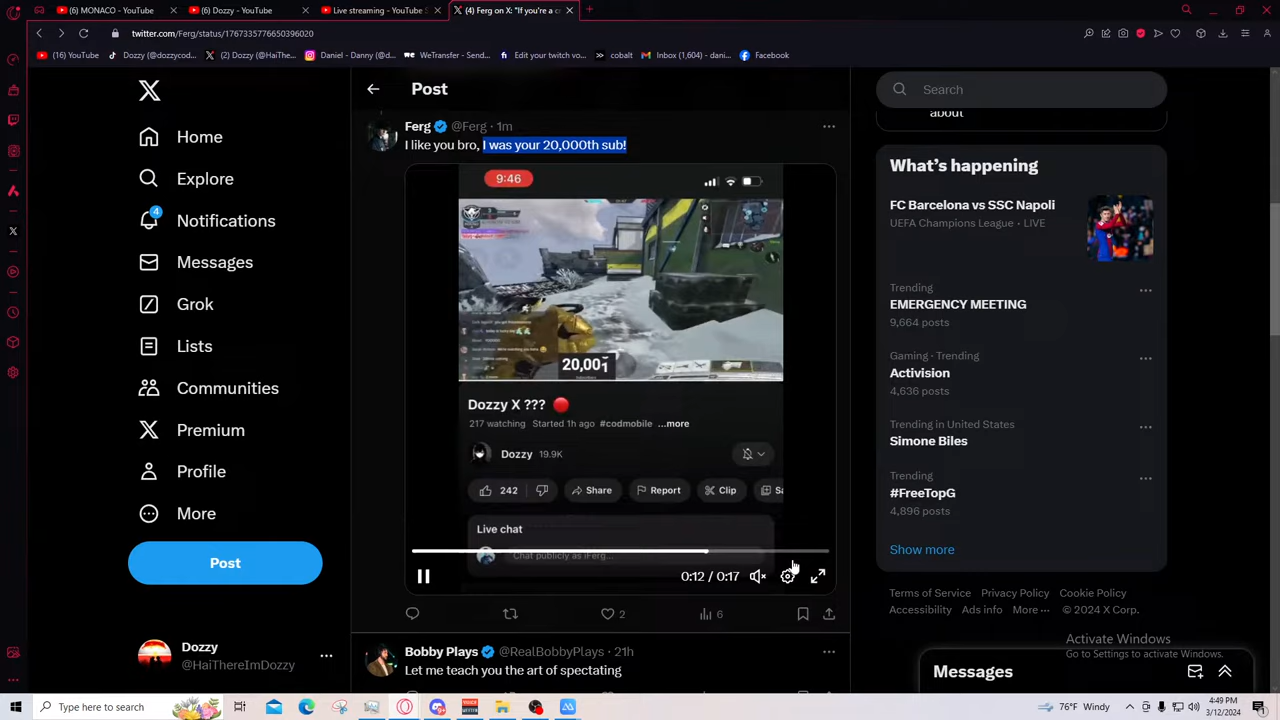 (6) MONACO - YouTube
(6) Dozzy - YouTube
Live streaming - YouTube S
(4) Ferg on X: "If you're a c
twitter.com/Ferg/status/1767335776650396020
(16) YouTube
Dozzy (@dozzycod...
(2) Dozzy (@HaiThe...
Daniel - Danny (@d...
WeTransfer - Send...
Edit your twitch vo...
cobalt
Inbox (1,604) - dani...
Facebook
Home
Explore
4
Notifications
Messages
Grok
Lists
Communities
Premium
Profile
More
Post
Dozzy
@HaiThereImDozzy
Post
Ferg @Ferg · 1m
I like you bro, I was your 20,000th sub!
9:46
20,001
Dozzy X ???
217 watching Started 1h ago #codmobile ...more
Dozzy 19.9K
242
Share
Report
Clip
Sa
Live chat
Chat publicly as iFerg...
0:12 / 0:17
2
6
Bobby Plays @RealBobbyPlays · 21h
Let me teach you the art of spectating
Search
about
What's happening
FC Barcelona vs SSC Napoli
UEFA Champions League · LIVE
Trending
EMERGENCY MEETING
9,664 posts
Gaming · Trending
Activision
4,636 posts
Trending in United States
Simone Biles
Trending
#FreeTopG
4,896 posts
Show more
Terms of Service Privacy Policy Cookie Policy
Accessibility Ads info More ··· © 2024 X Corp.
Activate Windows
Go to Settings to activate Windows.
Messages
Type here to search
76°F Windy
4:49 PM
3/12/2024